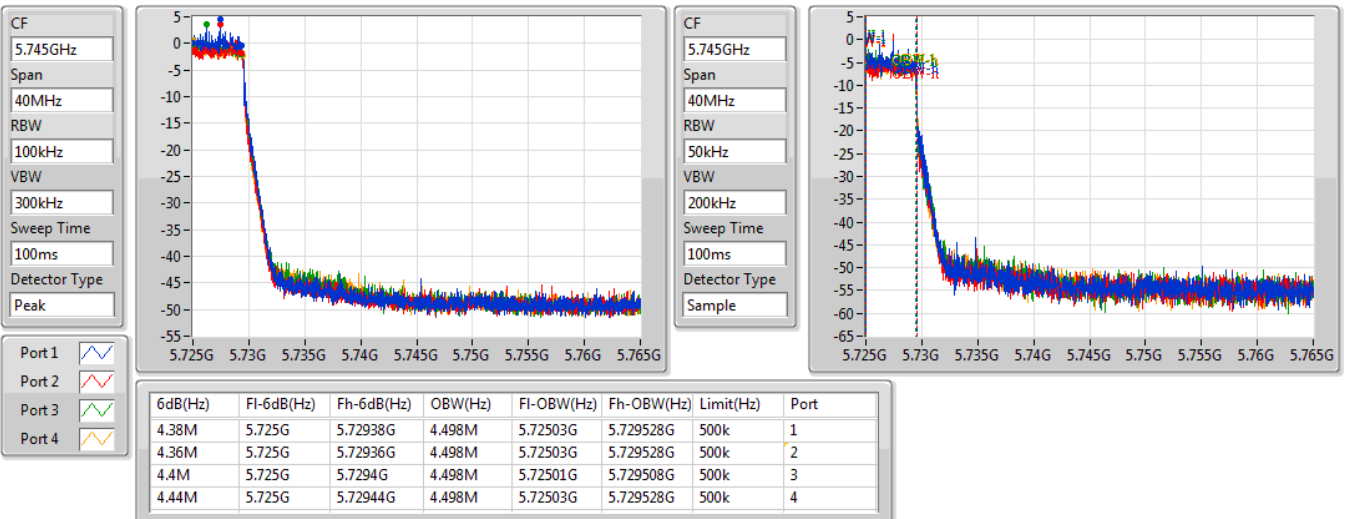 CF
5.745GHz
Span
40MHz
RBW
100kHz
VBW
300kHz
Sweep Time
100ms
Detector Type
Peak
Port 1
Port 2
Port 3
Port 4
5
0
-5
-10
-15
-20
-25
-30
-35
-40
-45
-50
-55
5.725G 5.73G 5.735G 5.74G 5.745G 5.75G 5.755G 5.76G 5.765G
CF
5.745GHz
Span
40MHz
RBW
50kHz
VBW
200kHz
Sweep Time
100ms
Detector Type
Sample
5
0
-5
-10
-15
-20
-25
-30
-35
-40
-45
-50
-55
-60
-65
5.725G 5.73G 5.735G 5.74G 5.745G 5.75G 5.755G 5.76G 5.765G
6dB(Hz) Fl-6dB(Hz) Fh-6dB(Hz) OBW(Hz) Fl-OBW(Hz) Fh-OBW(Hz) Limit(Hz) Port
4.38M 5.725G 5.72938G 4.498M 5.72503G 5.729528G 500k 1
4.36M 5.725G 5.72936G 4.498M 5.72503G 5.729528G 500k 2
4.4M 5.725G 5.7294G 4.498M 5.72501G 5.729508G 500k 3
4.44M 5.725G 5.72944G 4.498M 5.72503G 5.729528G 500k 4